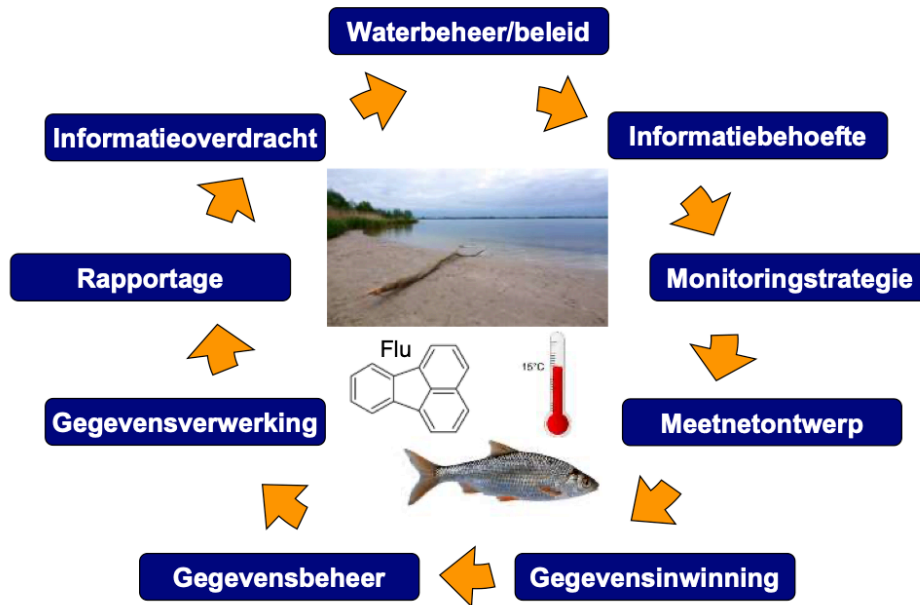 Waterbeheer/beleid
Informatieoverdracht
Informatiebehoefte
Rapportage
Monitoringstrategie
Flu
15°C
Gegevensverwerking
Meetnetontwerp
Gegevensbeheer
Gegevensinwinning